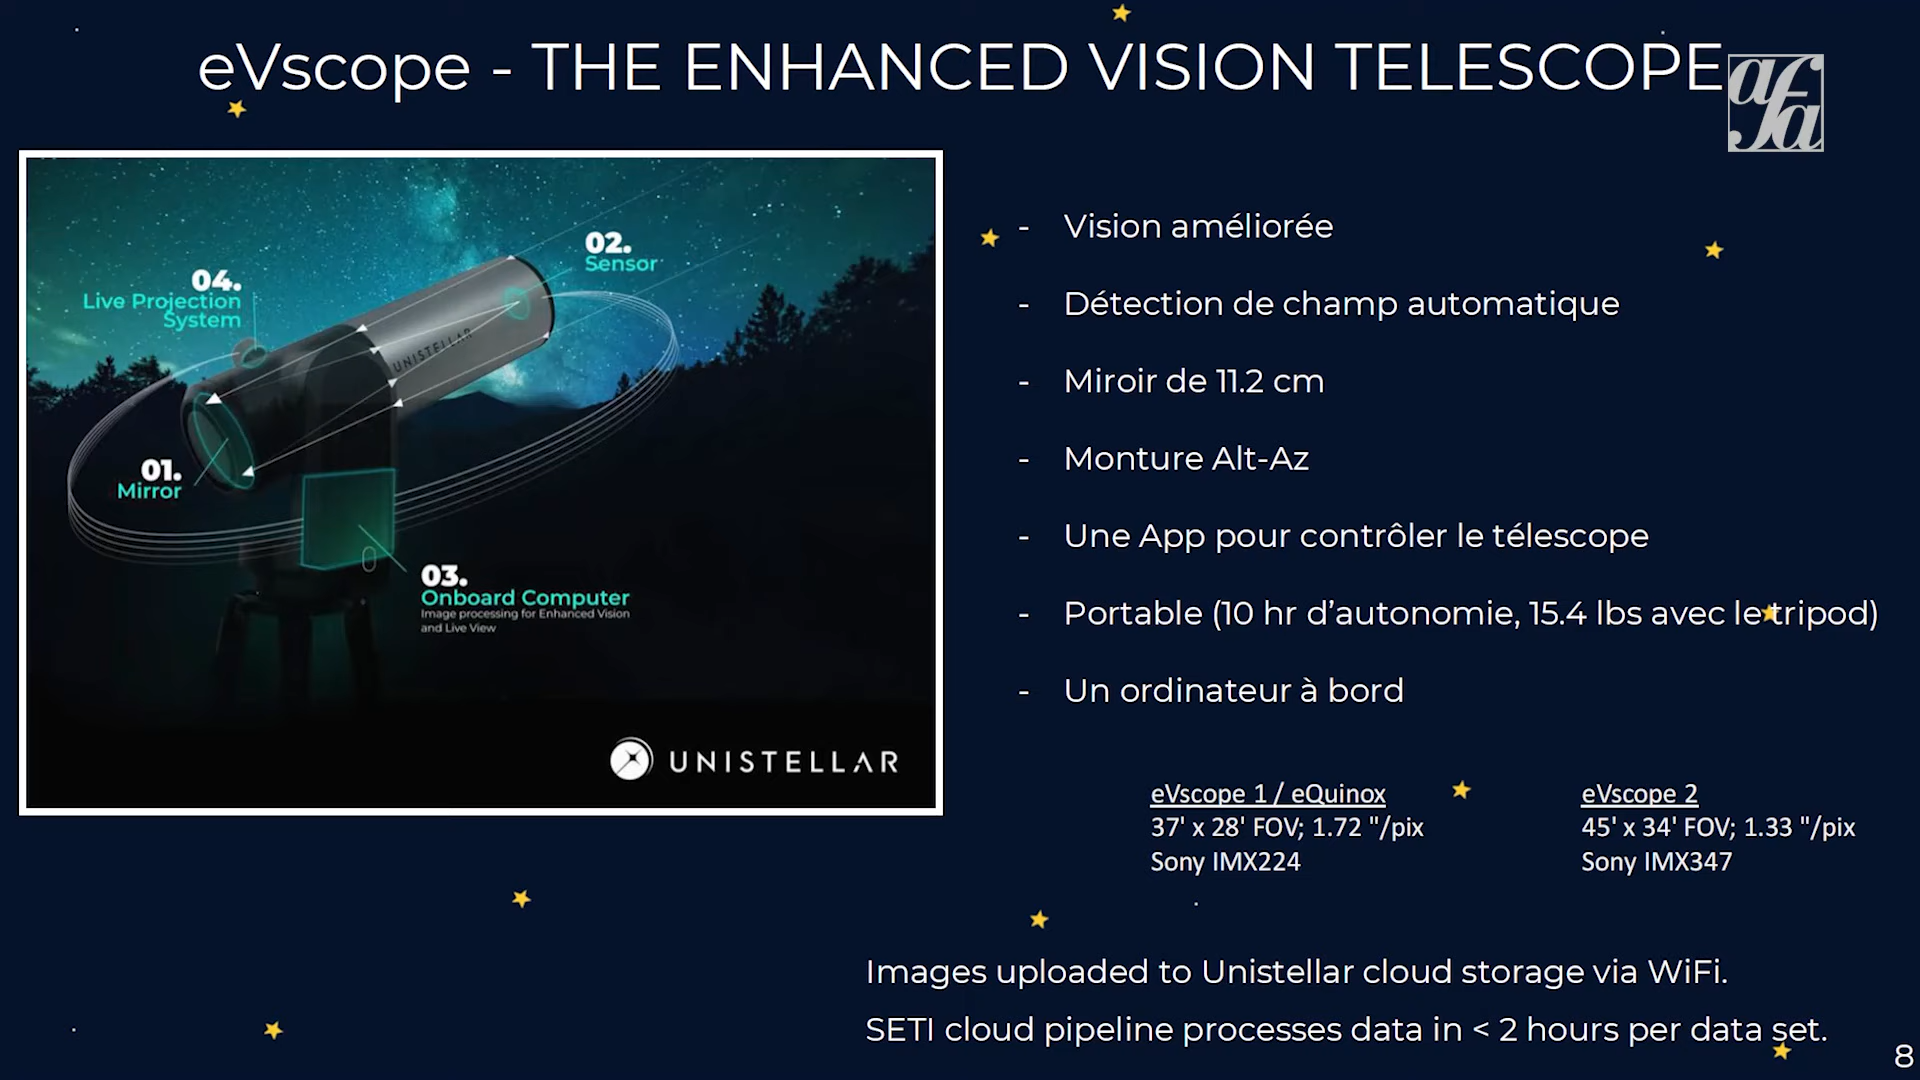 eVscope - THE ENHANCED VISION TELESCOPE
afa
02.
Sensor
04.
Live Projection
System
UNISTELLAR
01.
Mirror
03.
Onboard Computer
Image processing for Enhanced Vision
and Live View
UNISTELLAR
- Vision améliorée
- Détection de champ automatique
- Miroir de 11.2 cm
- Monture Alt-Az
- Une App pour contrôler le télescope
- Portable (10 hr d’autonomie, 15.4 lbs avec le tripod)
- Un ordinateur à bord
eVscope 1 / eQuinox
37' x 28' FOV; 1.72 "/pix
Sony IMX224
eVscope 2
45' x 34' FOV; 1.33 "/pix
Sony IMX347
Images uploaded to Unistellar cloud storage via WiFi.
SETI cloud pipeline processes data in < 2 hours per data set.
8